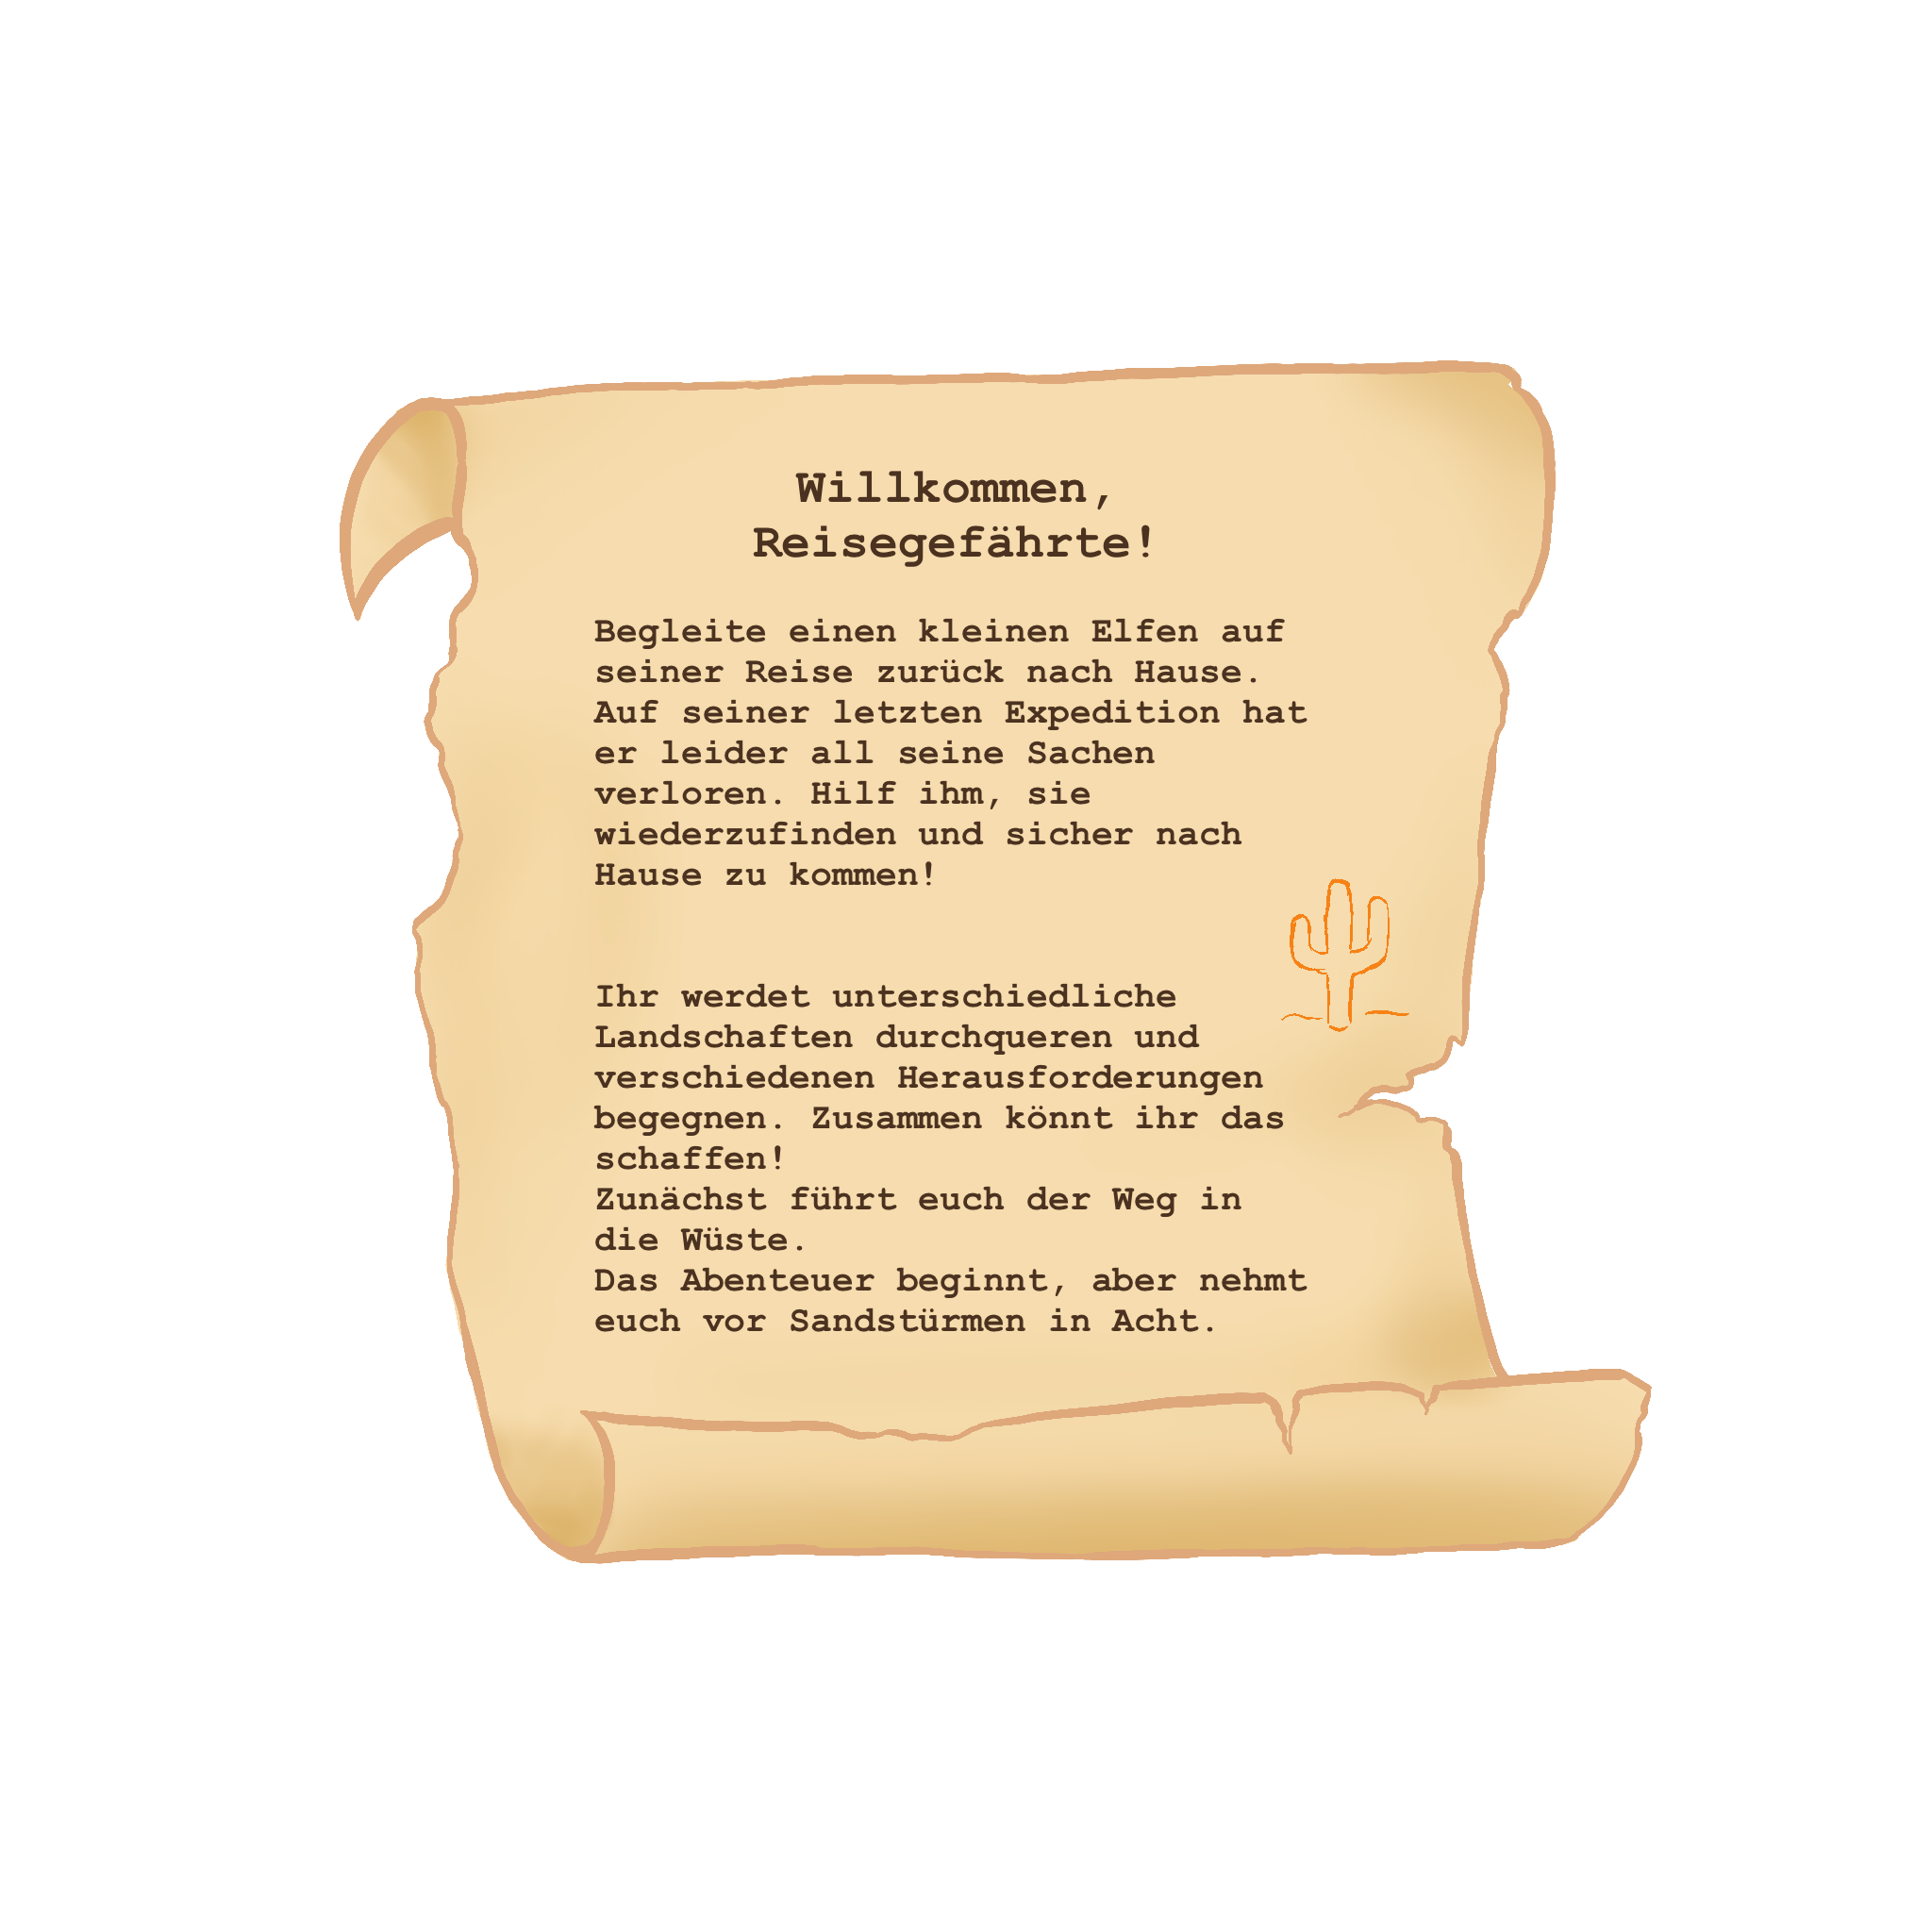 Willkommen,
Reisegefährte!
Begleite einen kleinen Elfen auf
seiner Reise zurück nach Hause.
Auf seiner letzten Expedition hat
er leider all seine Sachen
verloren. Hilf ihm, sie
wiederzufinden und sicher nach
Hause zu kommen!
Ihr werdet unterschiedliche
Landschaften durchqueren und
verschiedenen Herausforderungen
begegnen. Zusammen könnt ihr das
schaffen!
Zunächst führt euch der Weg in
die Wüste.
Das Abenteuer beginnt, aber nehmt
euch vor Sandstürmen in Acht.